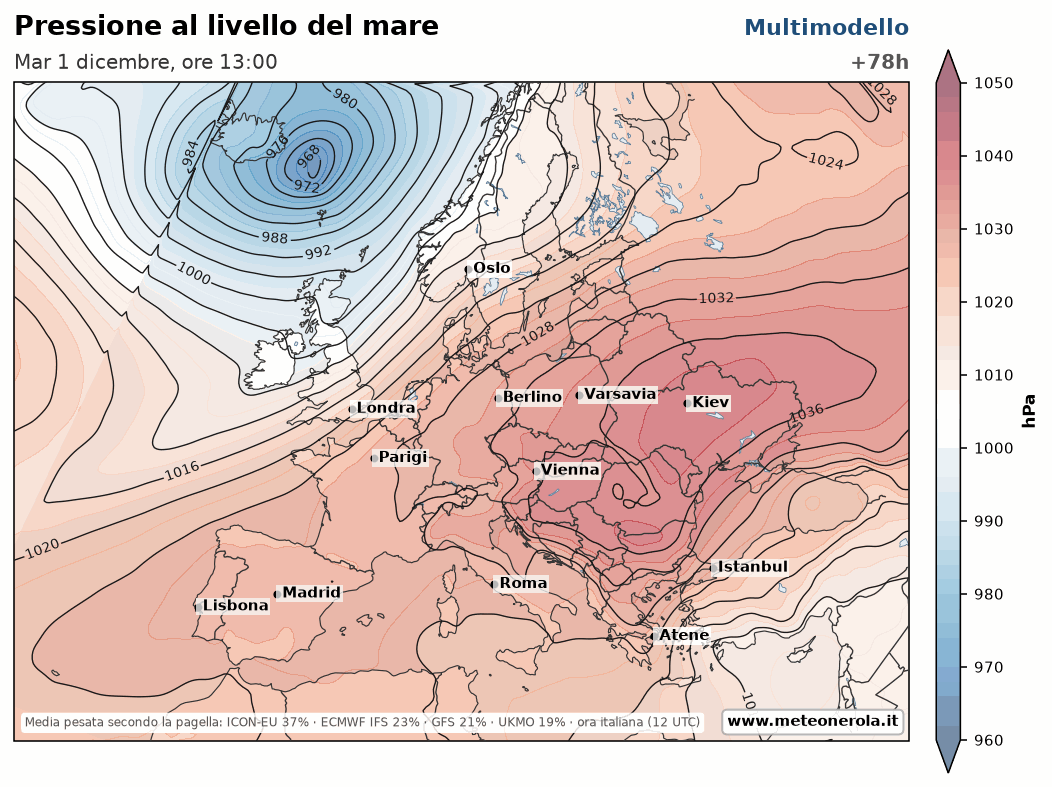 Pressione al livello del mare
Multimodello
Mar 1 dicembre, ore 13:00
+78h
980
1028
984
976
968
972
1024
988
992
1000
Oslo
1032
1028
Berlino
Varsavia
Kiev
Londra
1036
Parigi
Vienna
1016
1020
Istanbul
Roma
Madrid
Lisbona
Atene
10
Media pesata secondo la pagella: ICON-EU 37% · ECMWF IFS 23% · GFS 21% · UKMO 19% · ora italiana (12 UTC)
www.meteonerola.it
1050
1040
1030
1020
1010
1000
990
980
970
960
hPa